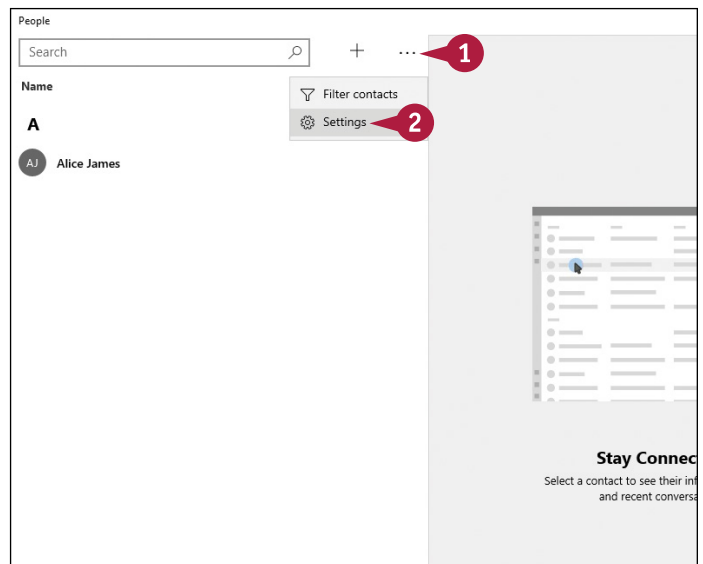 People
Search
+ ...
1
Name
Filter contacts
A
Settings
2
AJ Alice James
Stay Connec
Select a contact to see their inf
and recent conversa